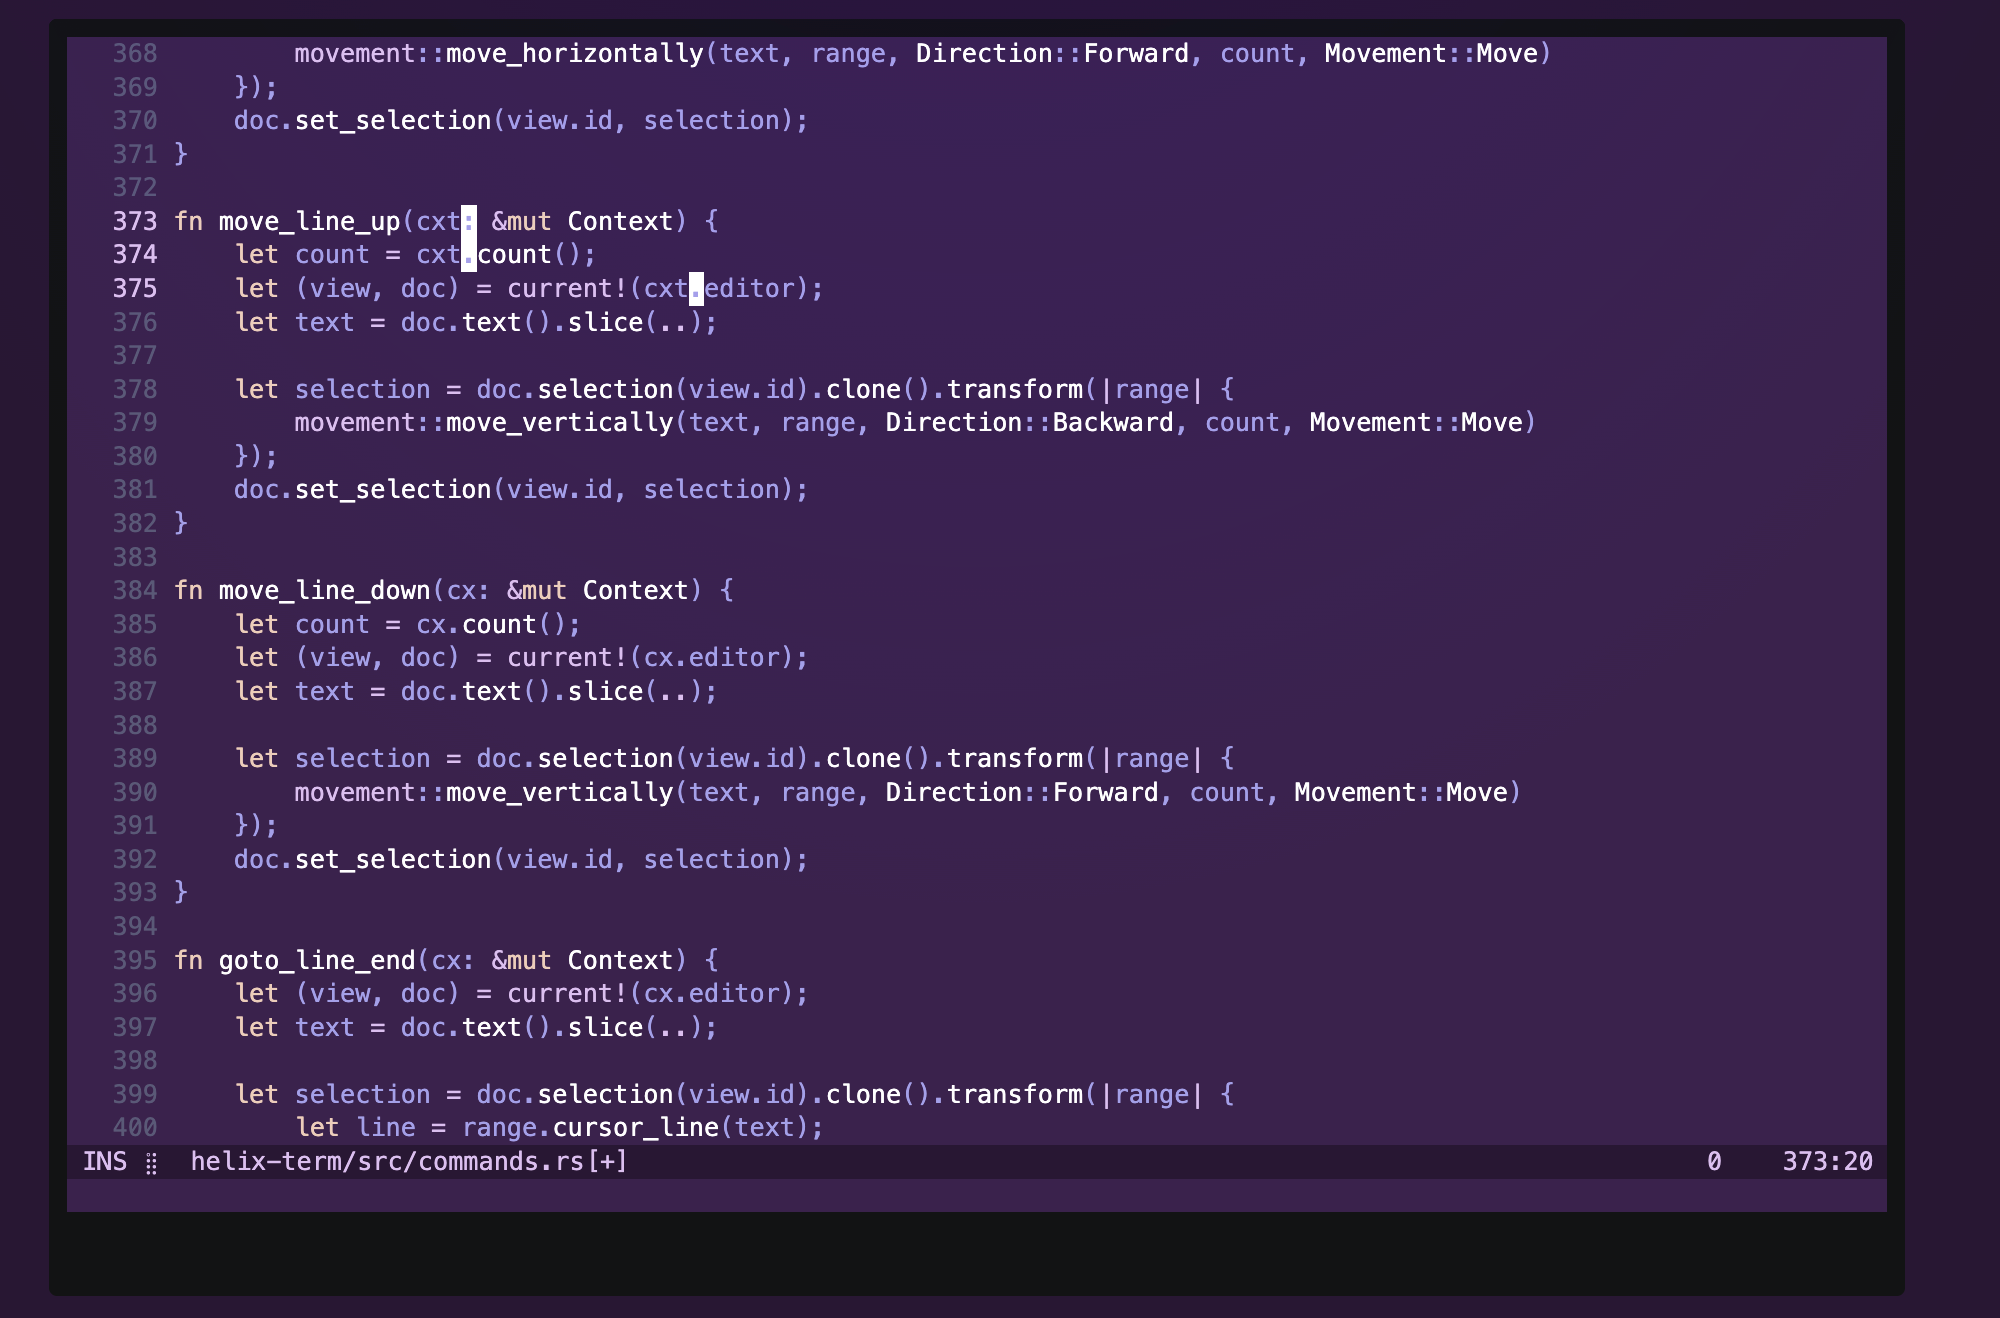 368         movement::move_horizontally(text, range, Direction::Forward, count, Movement::Move)
369     });
370     doc.set_selection(view.id, selection);
371 }
372
373 fn move_line_up(cxt: &mut Context) {
374     let count = cxt.count();
375     let (view, doc) = current!(cxt.editor);
376     let text = doc.text().slice(..);
377
378     let selection = doc.selection(view.id).clone().transform(|range| {
379         movement::move_vertically(text, range, Direction::Backward, count, Movement::Move)
380     });
381     doc.set_selection(view.id, selection);
382 }
383
384 fn move_line_down(cx: &mut Context) {
385     let count = cx.count();
386     let (view, doc) = current!(cx.editor);
387     let text = doc.text().slice(..);
388
389     let selection = doc.selection(view.id).clone().transform(|range| {
390         movement::move_vertically(text, range, Direction::Forward, count, Movement::Move)
391     });
392     doc.set_selection(view.id, selection);
393 }
394
395 fn goto_line_end(cx: &mut Context) {
396     let (view, doc) = current!(cx.editor);
397     let text = doc.text().slice(..);
398
399     let selection = doc.selection(view.id).clone().transform(|range| {
400         let line = range.cursor_line(text);
INS ⣾ helix-term/src/commands.rs[+] 0 373:20